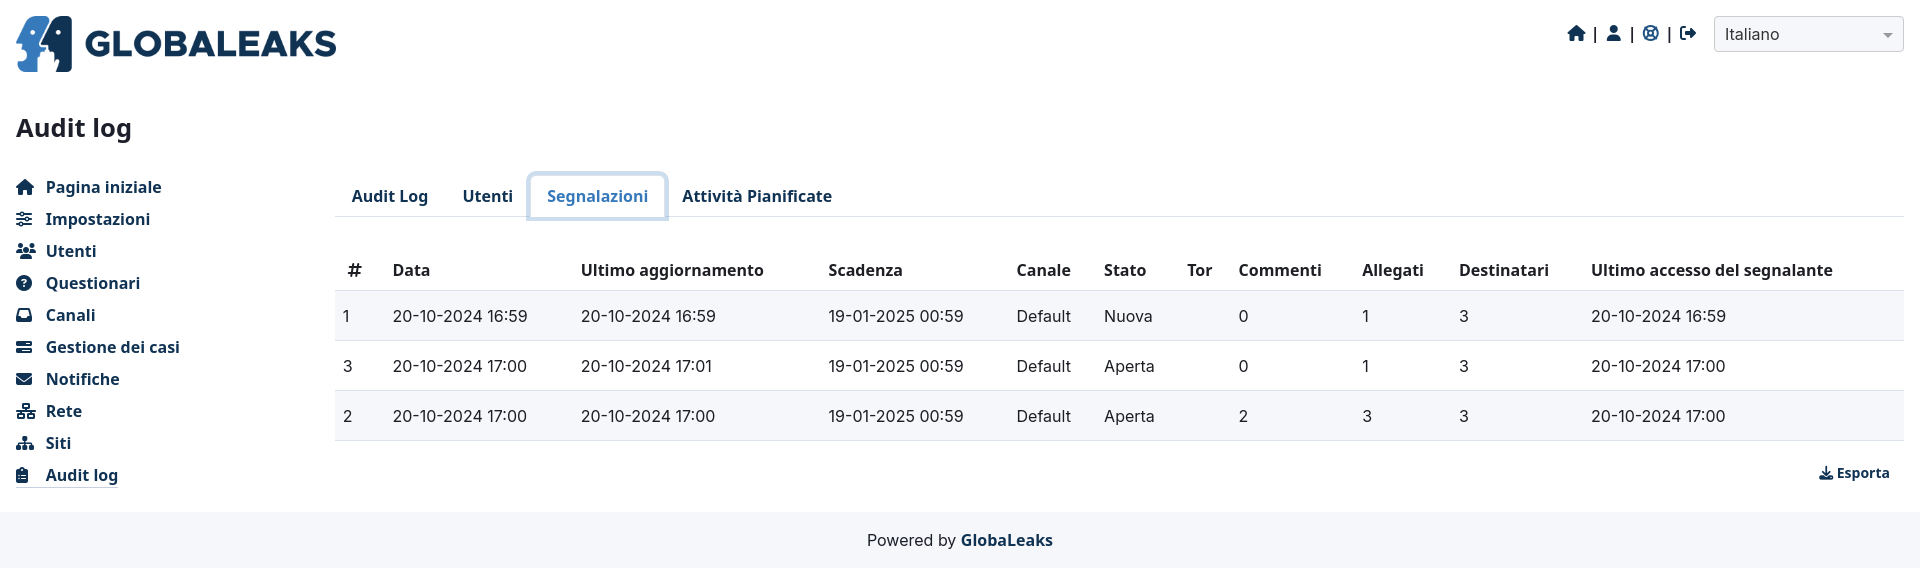 GLOBALEAKS
| | | Italiano
Audit log
Pagina iniziale
Impostazioni
Utenti
Questionari
Canali
Gestione dei casi
Notifiche
Rete
Siti
Audit log
Audit Log Utenti Segnalazioni Attività Pianificate
# Data Ultimo aggiornamento Scadenza Canale Stato Tor Commenti Allegati Destinatari Ultimo accesso del segnalante
1 20-10-2024 16:59 20-10-2024 16:59 19-01-2025 00:59 Default Nuova 0 1 3 20-10-2024 16:59
3 20-10-2024 17:00 20-10-2024 17:01 19-01-2025 00:59 Default Aperta 0 1 3 20-10-2024 17:00
2 20-10-2024 17:00 20-10-2024 17:00 19-01-2025 00:59 Default Aperta 2 3 3 20-10-2024 17:00
Esporta
Powered by GlobaLeaks